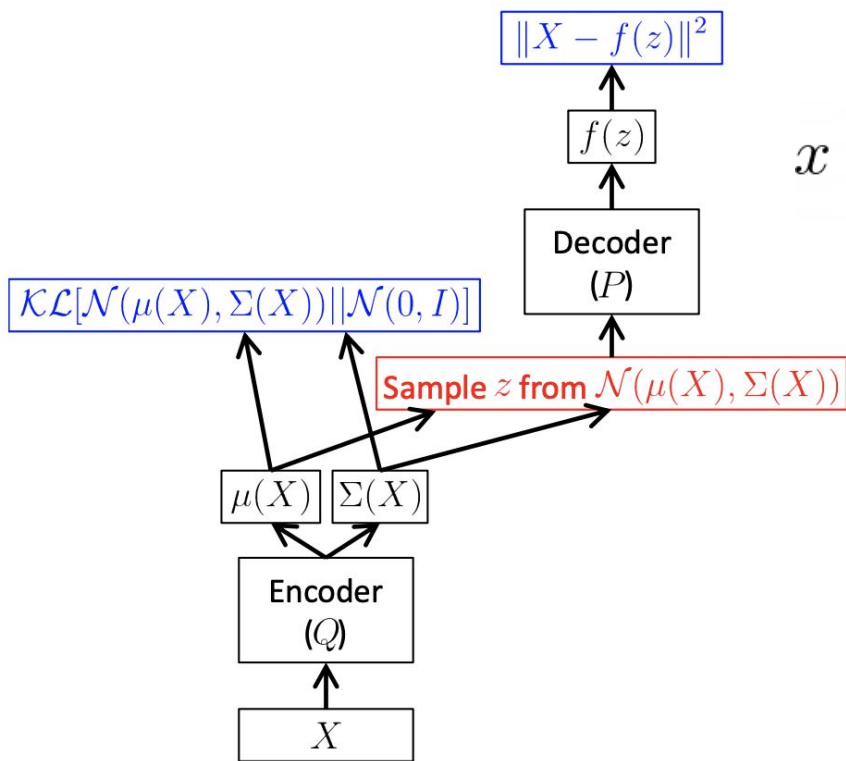 ‖X − f(z)‖²
f(z)
x
Decoder
(P)
𝒦ℒ[𝒩(μ(X), Σ(X))||𝒩(0, I)]
Sample z from 𝒩(μ(X), Σ(X))
μ(X)
Σ(X)
Encoder
(Q)
X